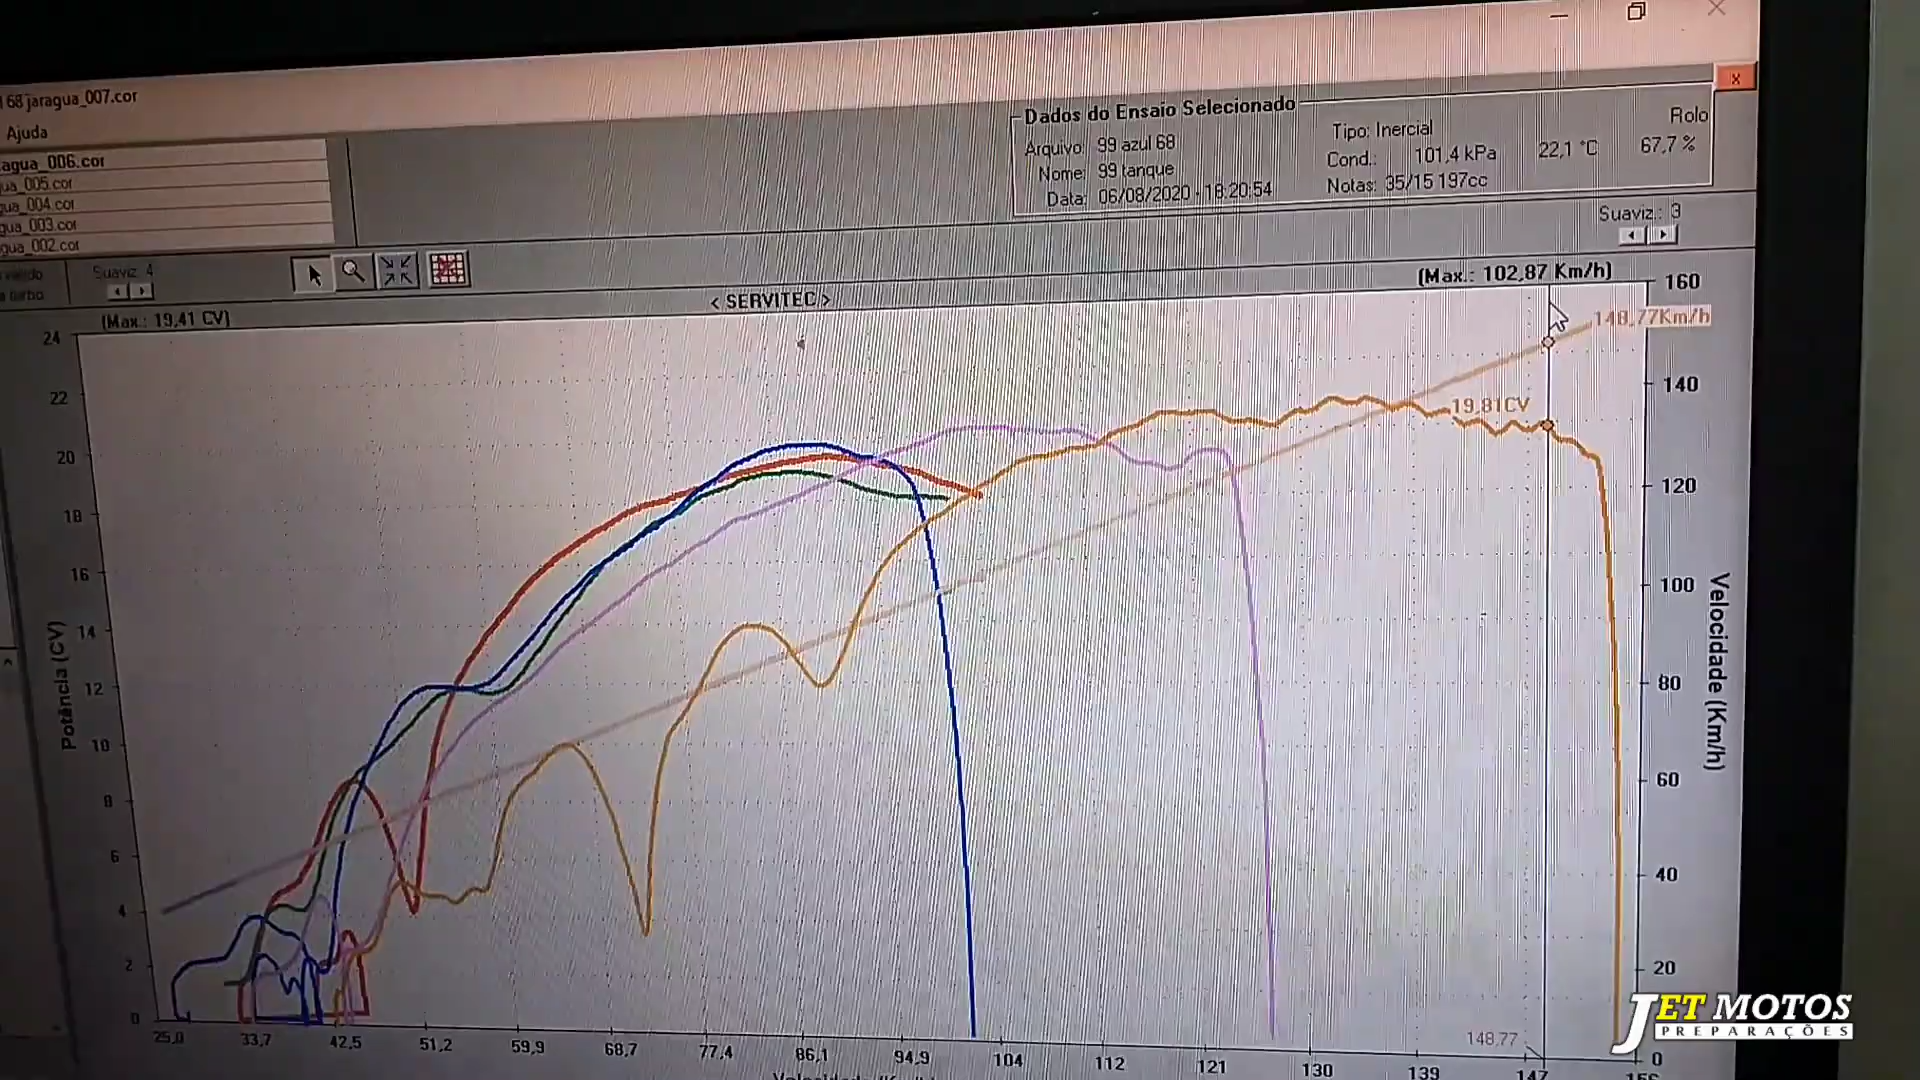 68 jaragua_007.cor
Ajuda
agua_006.cor
gua_005.cor
gua_004.cor
gua_003.cor
gua_002.cor
Dados do Ensaio Selecionado
Arquivo: 99 azul 68
Nome: 99 tanque
Data: 06/08/2020 - 18:20:54
Tipo: Inercial
Rolo
Cond.: 101,4 kPa 22,1 °C 67,7 %
Notas: 35/15 197cc
Suaviz.: 3
Suaviz. 4
(Max.: 19,41 CV)
< SERVITEC >
(Max.: 102,87 Km/h)
148,77Km/h
19,81CV
24
22
20
18
16
14
12
10
8
6
4
2
0
Potência (CV)
160
140
120
100
80
60
40
20
0
Velocidade (Km/h)
148,77
25,0 33,7 42,5 51,2 59,9 68,7 77,4 86,1 94,9 104 112 121 130 139 147
JET MOTOS
PREPARAÇÕES